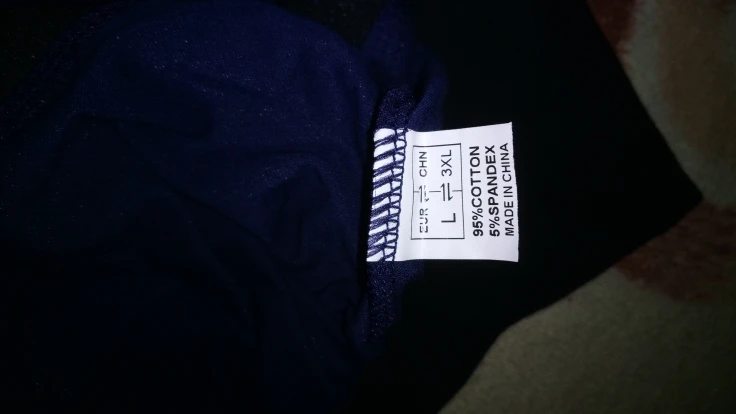 EUR ⇌ CHN
L ⇌ 3XL
95%COTTON
5%SPANDEX
MADE IN CHINA